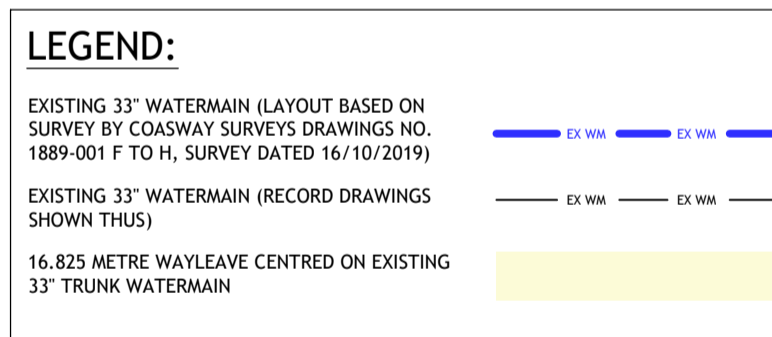 LEGEND:
EXISTING 33" WATERMAIN (LAYOUT BASED ON
SURVEY BY COASWAY SURVEYS DRAWINGS NO.
1889-001 F TO H, SURVEY DATED 16/10/2019)
EX WM EX WM
EXISTING 33" WATERMAIN (RECORD DRAWINGS
SHOWN THUS)
EX WM EX WM
16.825 METRE WAYLEAVE CENTRED ON EXISTING
33" TRUNK WATERMAIN